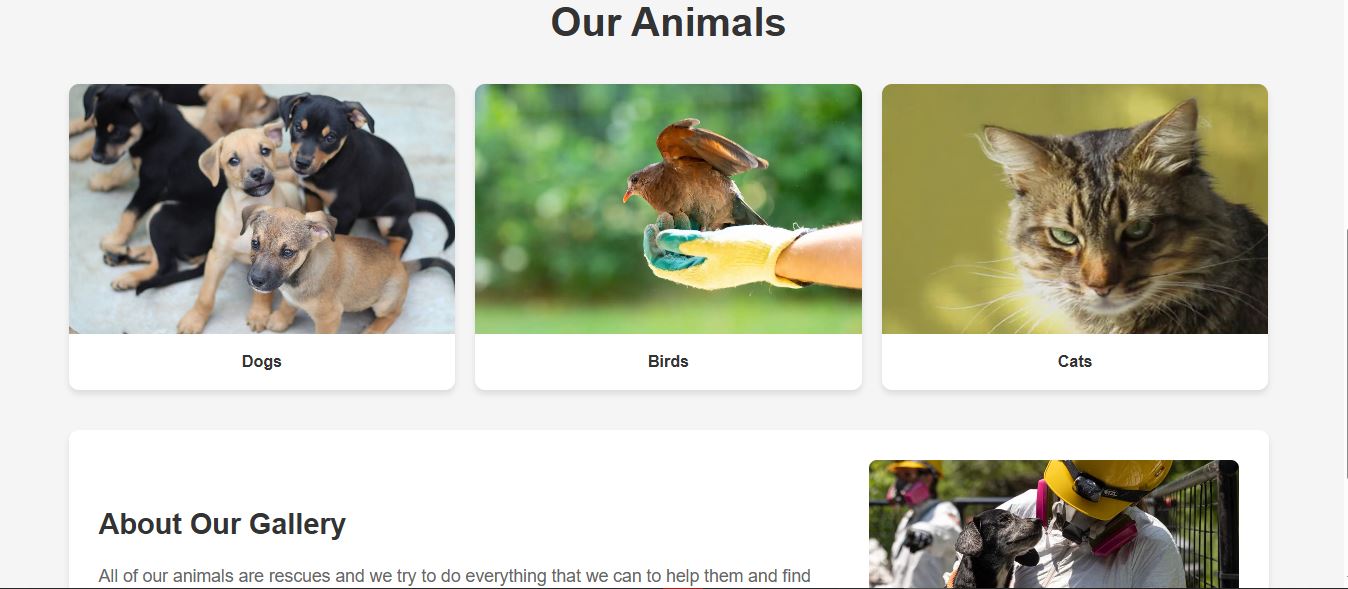 Our Animals
Dogs
Birds
Cats
About Our Gallery
All of our animals are rescues and we try to do everything that we can to help them and find